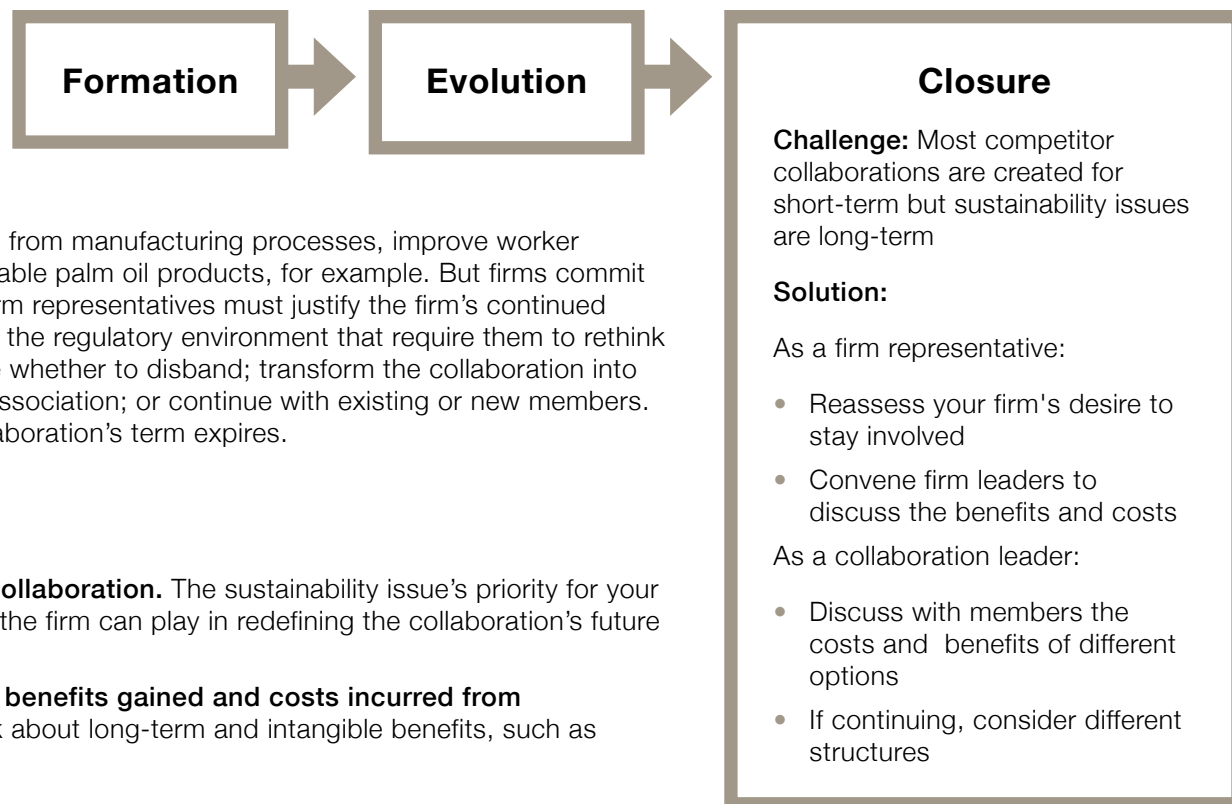 Formation
Evolution
Closure
Challenge: Most competitor
collaborations are created for
short-term but sustainability issues
are long-term
Solution:
As a firm representative:
• Reassess your firm's desire to
stay involved
• Convene firm leaders to
discuss the benefits and costs
As a collaboration leader:
• Discuss with members the
costs and  benefits of different
options
• If continuing, consider different
structures
from manufacturing processes, improve worker
able palm oil products, for example. But firms commit
rm representatives must justify the firm’s continued
the regulatory environment that require them to rethink
e whether to disband; transform the collaboration into
ssociation; or continue with existing or new members.
aboration’s term expires.
ollaboration. The sustainability issue’s priority for your
the firm can play in redefining the collaboration’s future
benefits gained and costs incurred from
k about long-term and intangible benefits, such as